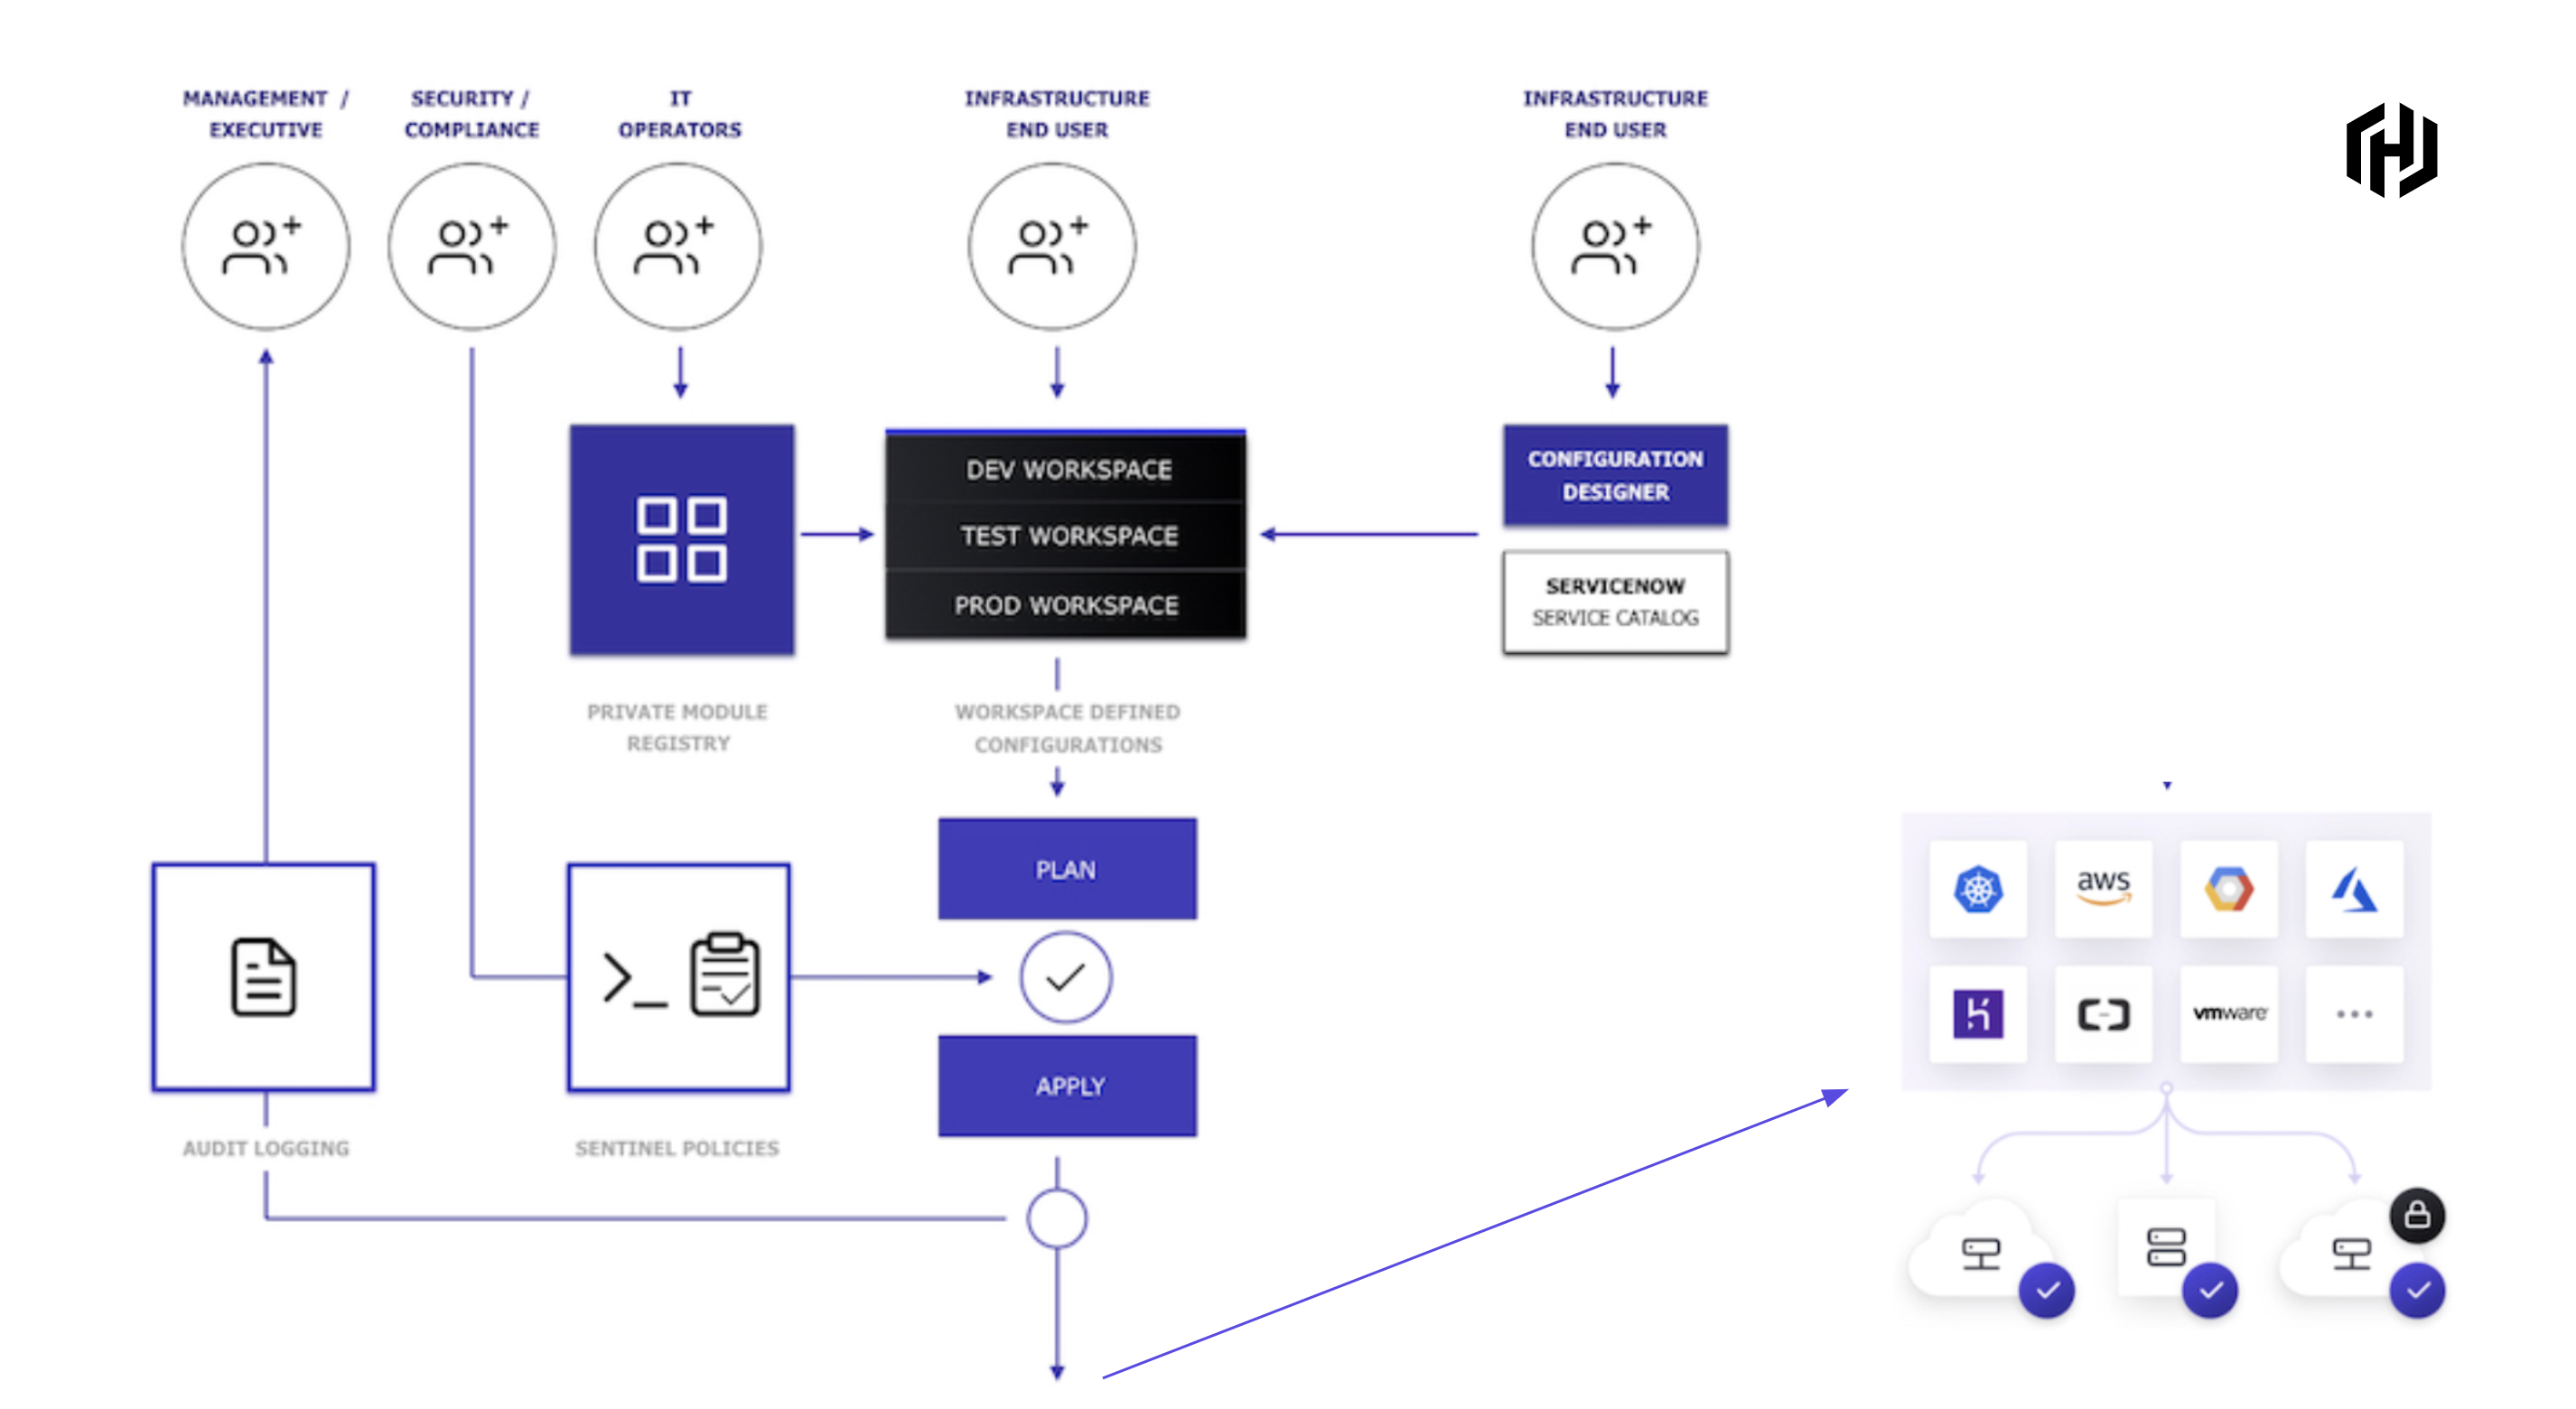 MANAGEMENT /
EXECUTIVE
SECURITY /
COMPLIANCE
IT
OPERATORS
INFRASTRUCTURE
END USER
INFRASTRUCTURE
END USER
DEV WORKSPACE
TEST WORKSPACE
PROD WORKSPACE
CONFIGURATION
DESIGNER
SERVICENOW
SERVICE CATALOG
PRIVATE MODULE
REGISTRY
WORKSPACE DEFINED
CONFIGURATIONS
PLAN
APPLY
AUDIT LOGGING
SENTINEL POLICIES
aws
vmware